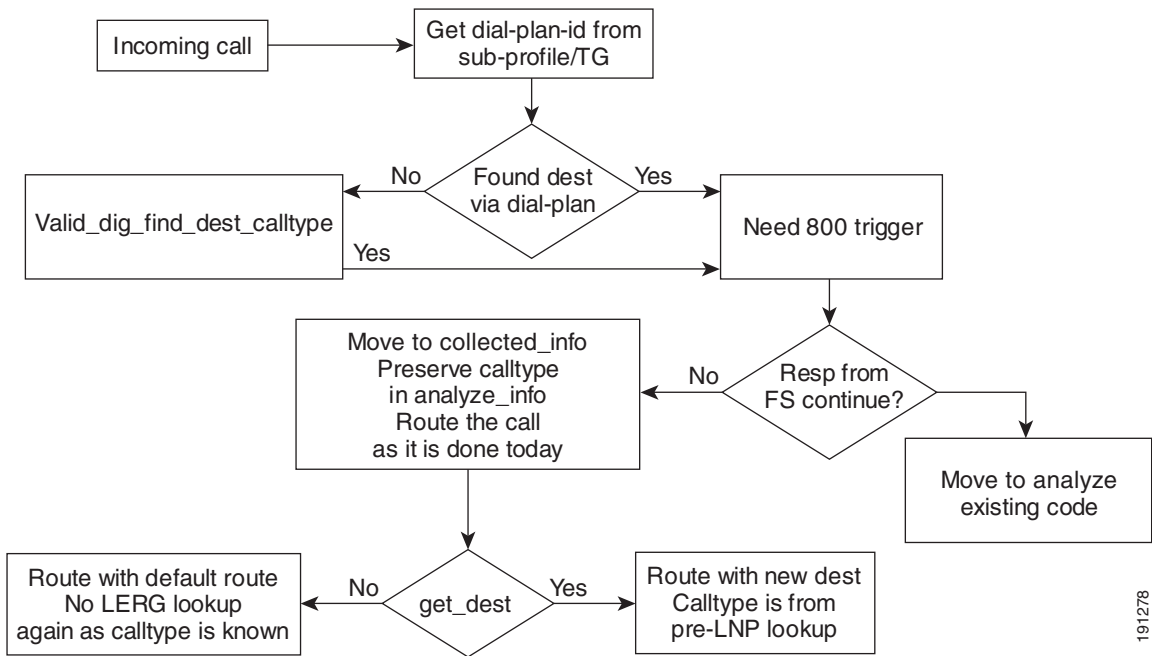 Incoming call
Get dial-plan-id from
sub-profile/TG
No
Found dest
via dial-plan
Yes
Valid_dig_find_dest_calltype
Yes
Need 800 trigger
Move to collected_info
Preserve calltype
in analyze_info
Route the call
as it is done today
No
Resp from
FS continue?
Move to analyze
existing code
Route with default route
No LERG lookup
again as calltype is known
No
get_dest
Yes
Route with new dest
Calltype is from
pre-LNP lookup
191278